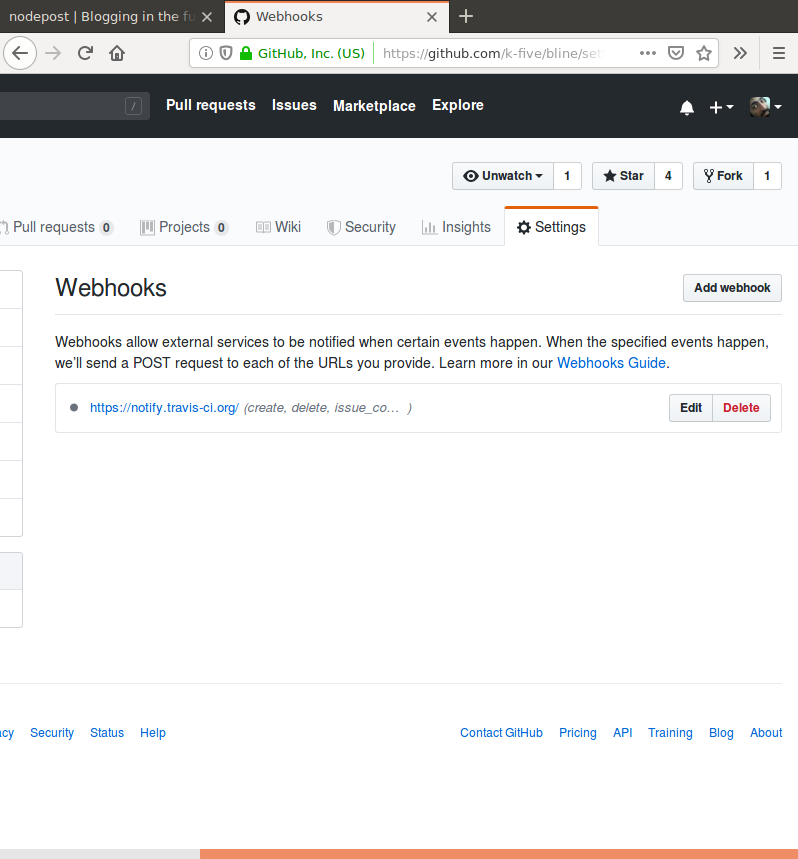 nodepost | Blogging in the fu
Webhooks
GitHub, Inc. (US)
https://github.com/k-five/bline/set
/
Pull requests Issues Marketplace Explore
Unwatch 1 Star 4 Fork 1
Pull requests 0 Projects 0 Wiki Security Insights Settings
Webhooks
Add webhook
Webhooks allow external services to be notified when certain events happen. When the specified events happen,
we'll send a POST request to each of the URLs you provide. Learn more in our Webhooks Guide.
https://notify.travis-ci.org/ (create, delete, issue_co… )
Edit Delete
Security Status Help
Contact GitHub Pricing API Training Blog About